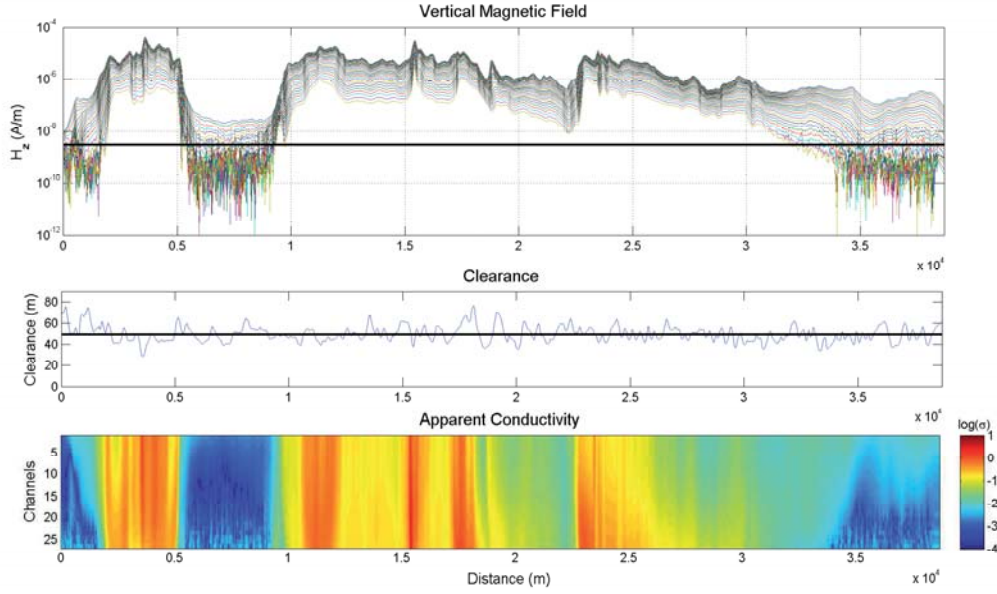 Vertical Magnetic Field
10^-4
10^-6
10^-8
10^-10
10^-12
H_z (A/m)
0 0.5 1 1.5 2 2.5 3 3.5
x 10^4
Clearance
80
60
40
20
0
Clearance (m)
0 0.5 1 1.5 2 2.5 3 3.5
x 10^4
Apparent Conductivity
log(σ)
5
10
15
20
25
Channels
1
0
-1
-2
-3
-4
0 0.5 1 1.5 2 2.5 3 3.5
Distance (m)
x 10^4